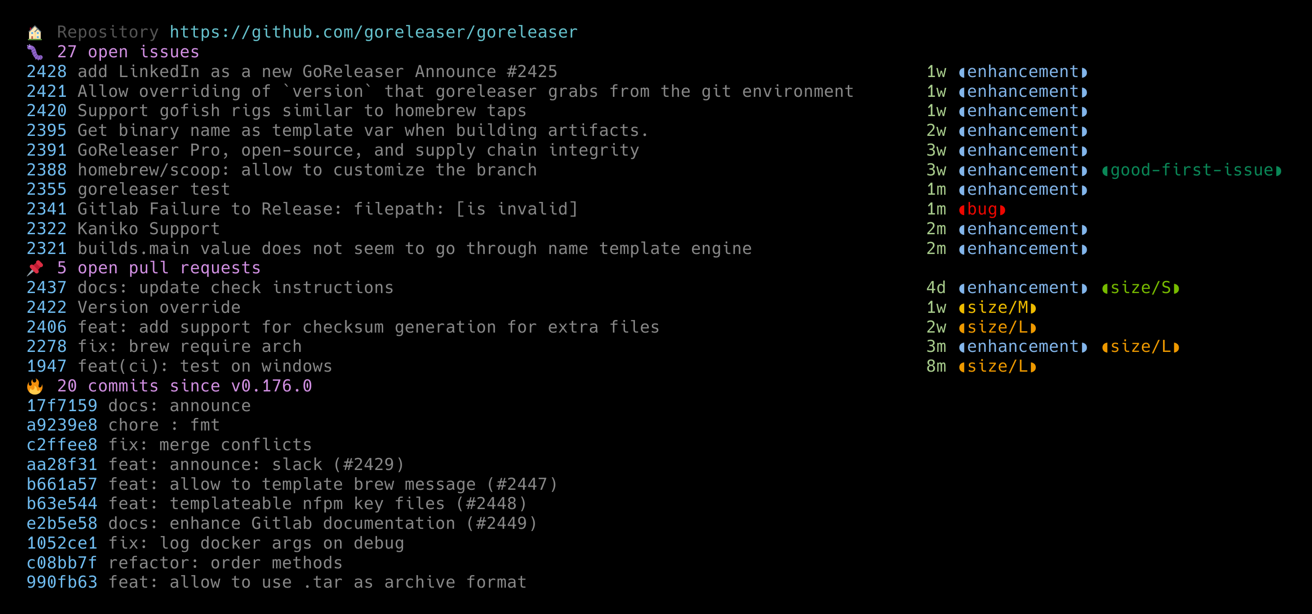 Repository https://github.com/goreleaser/goreleaser
27 open issues
2428 add LinkedIn as a new GoReleaser Announce #2425 1w enhancement
2421 Allow overriding of `version` that goreleaser grabs from the git environment 1w enhancement
2420 Support gofish rigs similar to homebrew taps 1w enhancement
2395 Get binary name as template var when building artifacts. 2w enhancement
2391 GoReleaser Pro, open-source, and supply chain integrity 3w enhancement
2388 homebrew/scoop: allow to customize the branch 3w enhancement good-first-issue
2355 goreleaser test 1m enhancement
2341 Gitlab Failure to Release: filepath: [is invalid] 1m bug
2322 Kaniko Support 2m enhancement
2321 builds.main value does not seem to go through name template engine 2m enhancement
5 open pull requests
2437 docs: update check instructions 4d enhancement size/S
2422 Version override 1w size/M
2406 feat: add support for checksum generation for extra files 2w size/L
2278 fix: brew require arch 3m enhancement size/L
1947 feat(ci): test on windows 8m size/L
20 commits since v0.176.0
17f7159 docs: announce
a9239e8 chore : fmt
c2ffee8 fix: merge conflicts
aa28f31 feat: announce: slack (#2429)
b661a57 feat: allow to template brew message (#2447)
b63e544 feat: templateable nfpm key files (#2448)
e2b5e58 docs: enhance Gitlab documentation (#2449)
1052ce1 fix: log docker args on debug
c08bb7f refactor: order methods
990fb63 feat: allow to use .tar as archive format